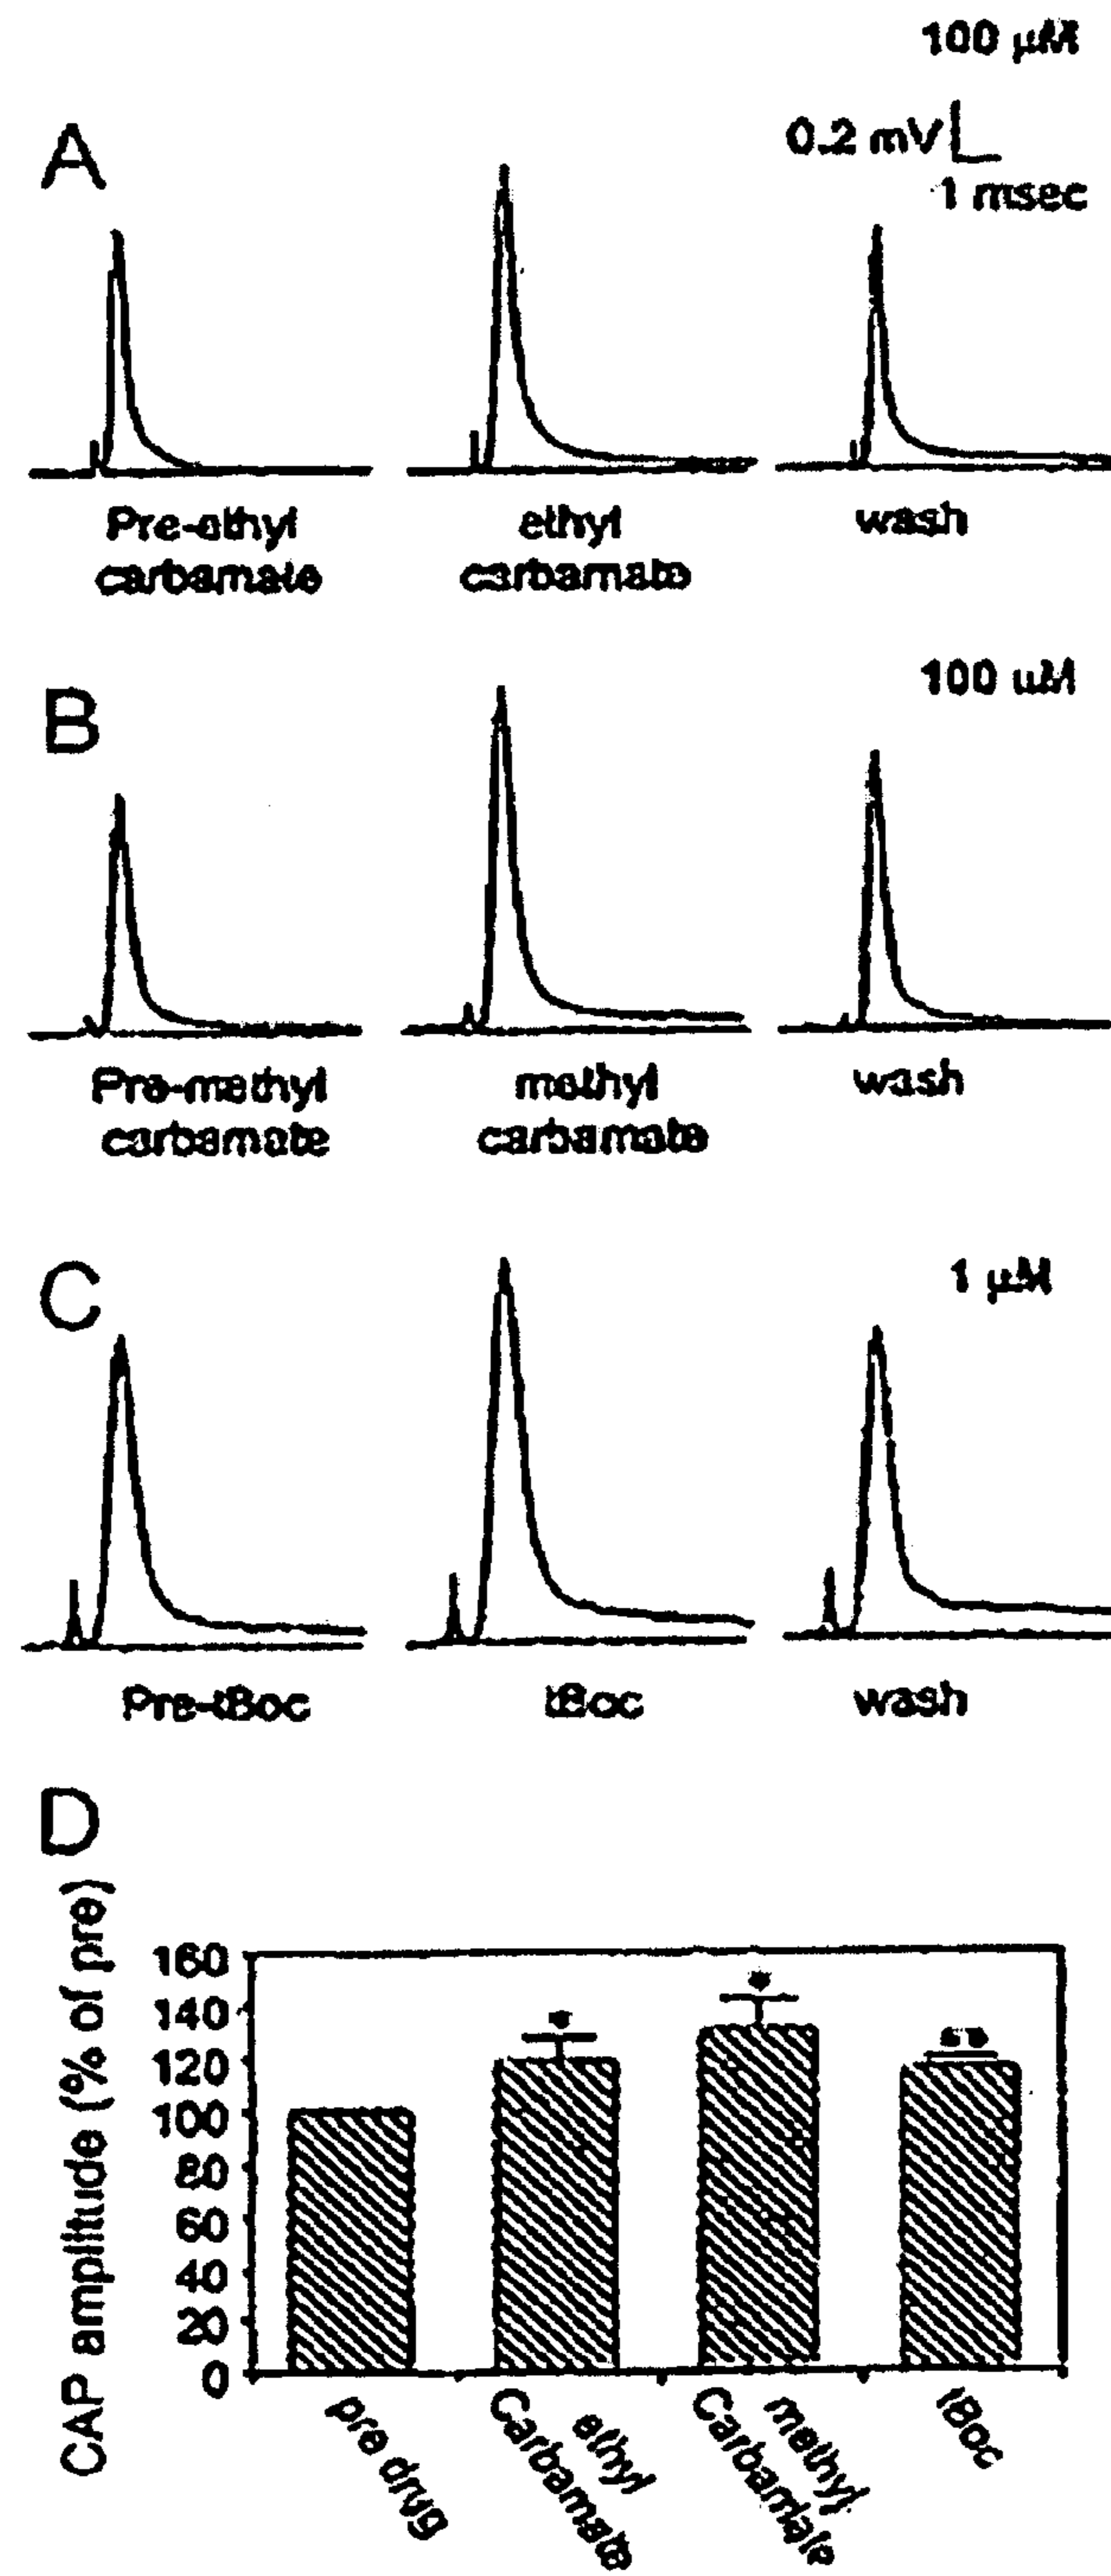 100 μM
A
0.2 mV
1 msec
Pre-ethyl
carbamate
ethyl
carbamate
wash
B
100 uM
Pre-methyl
carbamate
methyl
carbamate
wash
C
1 μM
Pre-tBoc
tBoc
wash
D
CAP amplitude (% of pre)
160
140
120
100
80
60
40
20
0
*
*
**
pre drug
ethyl
Carbamate
methyl
Carbamate
tBoc